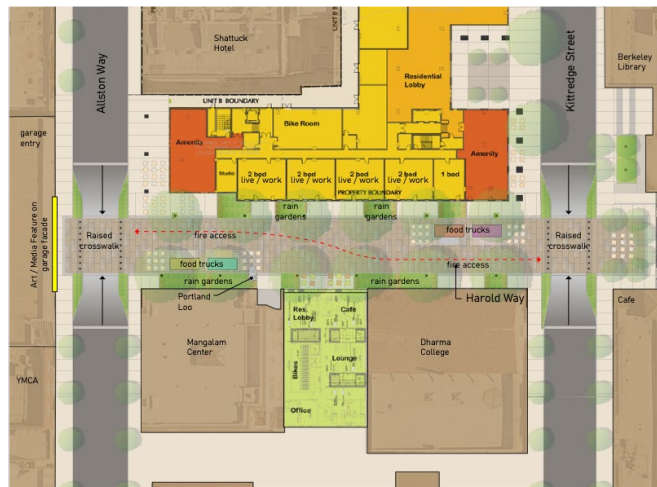 Shattuck
Hotel
Allston Way
Kittredge Street
Berkeley
Library
Residential
Lobby
UNIT B BOUNDARY
garage
entry
Bike Room
Amenity
Amenity
Studio
2 bed
live / work
2 bed
live / work
2 bed
live / work
2 bed
live / work
1 bed
PROPERTY BOUNDARY
rain
gardens
rain
gardens
Art / Media Feature on
garage facade
Raised
crosswalk
fire access
food trucks
Raised
crosswalk
food trucks
fire access
rain gardens
rain gardens
Portland
Loo
Harold Way
Res.
Lobby
Cafe
Cafe
Mangalam
Center
Dharma
College
Lounge
Bikes
YMCA
Office